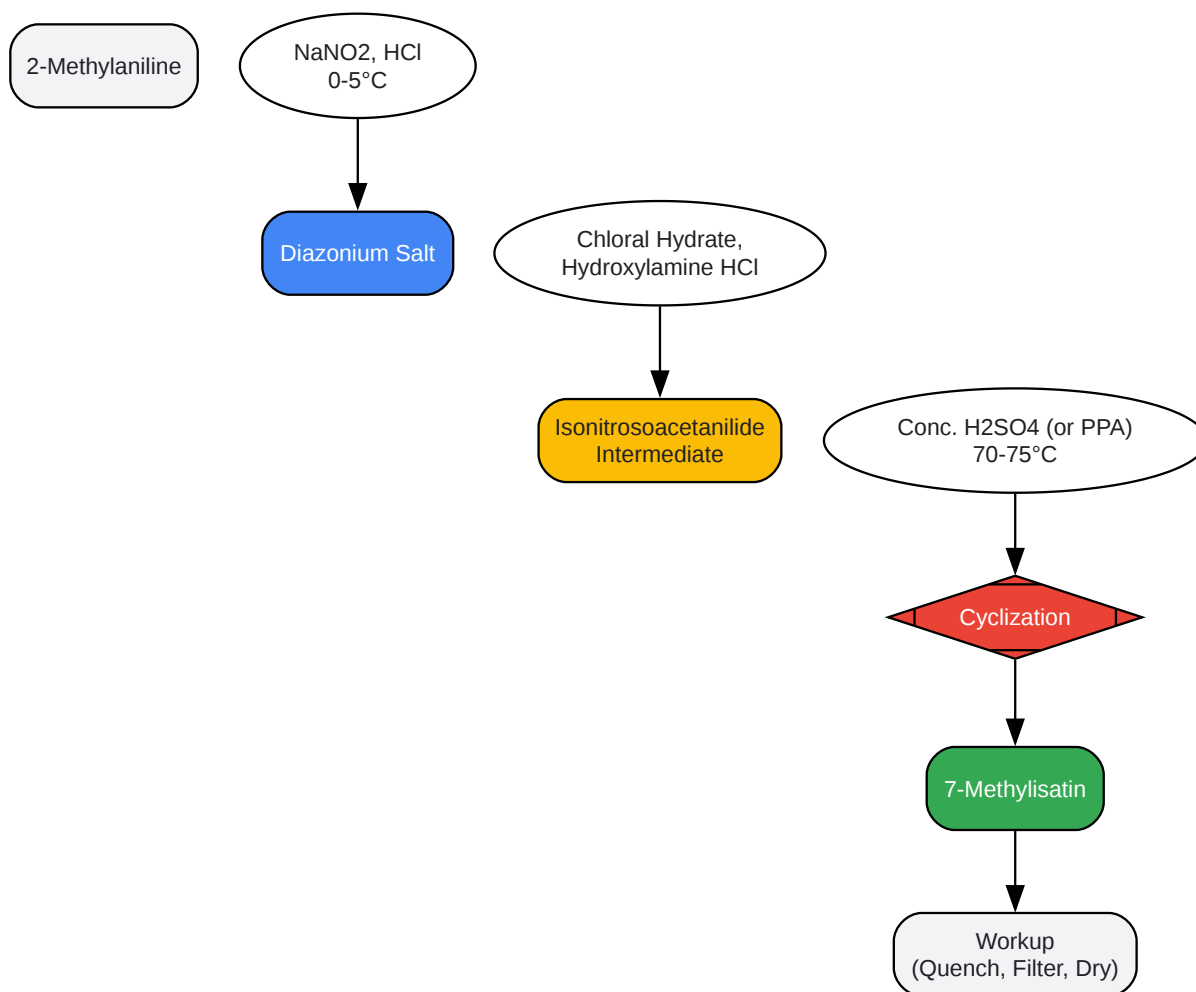 2-Methylaniline
NaNO2, HCl
0-5°C
Diazonium Salt
Chloral Hydrate,
Hydroxylamine HCl
Isonitrosoacetanilide
Intermediate
Conc. H2SO4 (or PPA)
70-75°C
Cyclization
7-Methylisatin
Workup
(Quench, Filter, Dry)